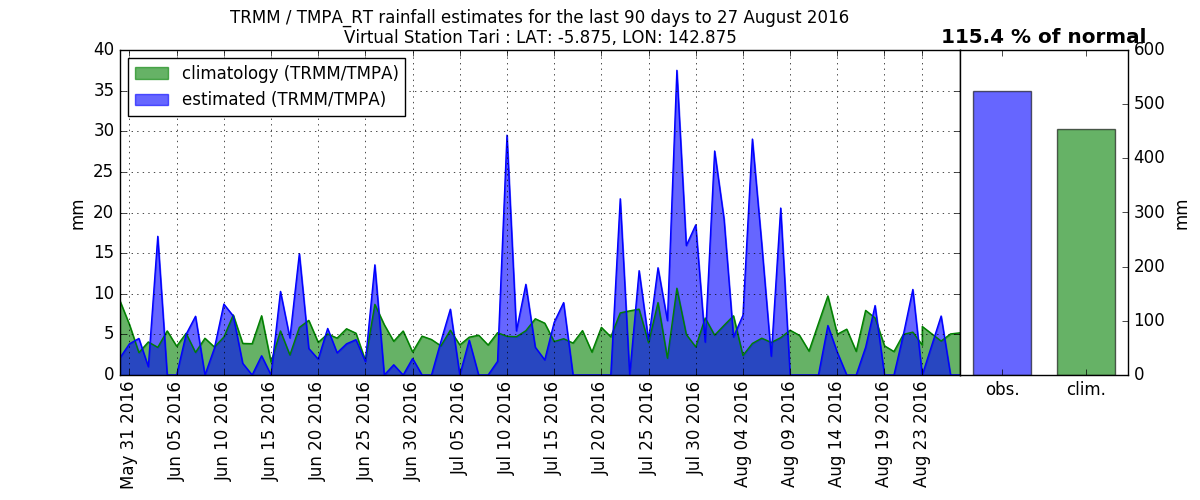 TRMM / TMPA_RT rainfall estimates for the last 90 days to 27 August 2016
Virtual Station Tari : LAT: -5.875, LON: 142.875
115.4 % of normal
climatology (TRMM/TMPA)
estimated (TRMM/TMPA)
mm
40
35
30
25
20
15
10
5
0
May 31 2016
Jun 05 2016
Jun 10 2016
Jun 15 2016
Jun 20 2016
Jun 25 2016
Jun 30 2016
Jul 05 2016
Jul 10 2016
Jul 15 2016
Jul 20 2016
Jul 25 2016
Jul 30 2016
Aug 04 2016
Aug 09 2016
Aug 14 2016
Aug 19 2016
Aug 23 2016
obs.
clim.
600
500
400
300
200
100
0
mm